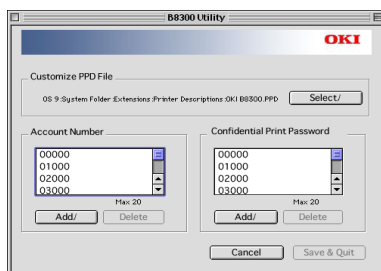 B8300 Utility
OKI
Customize PPD File
OS 9:System Folder:Extensions:Printer Descriptions:OKI B8300.PPD
Select/
Account Number
00000
01000
02000
03000
Max 20
Add/
Delete
Confidential Print Password
00000
01000
02000
03000
Max 20
Add/
Delete
Cancel
Save & Quit